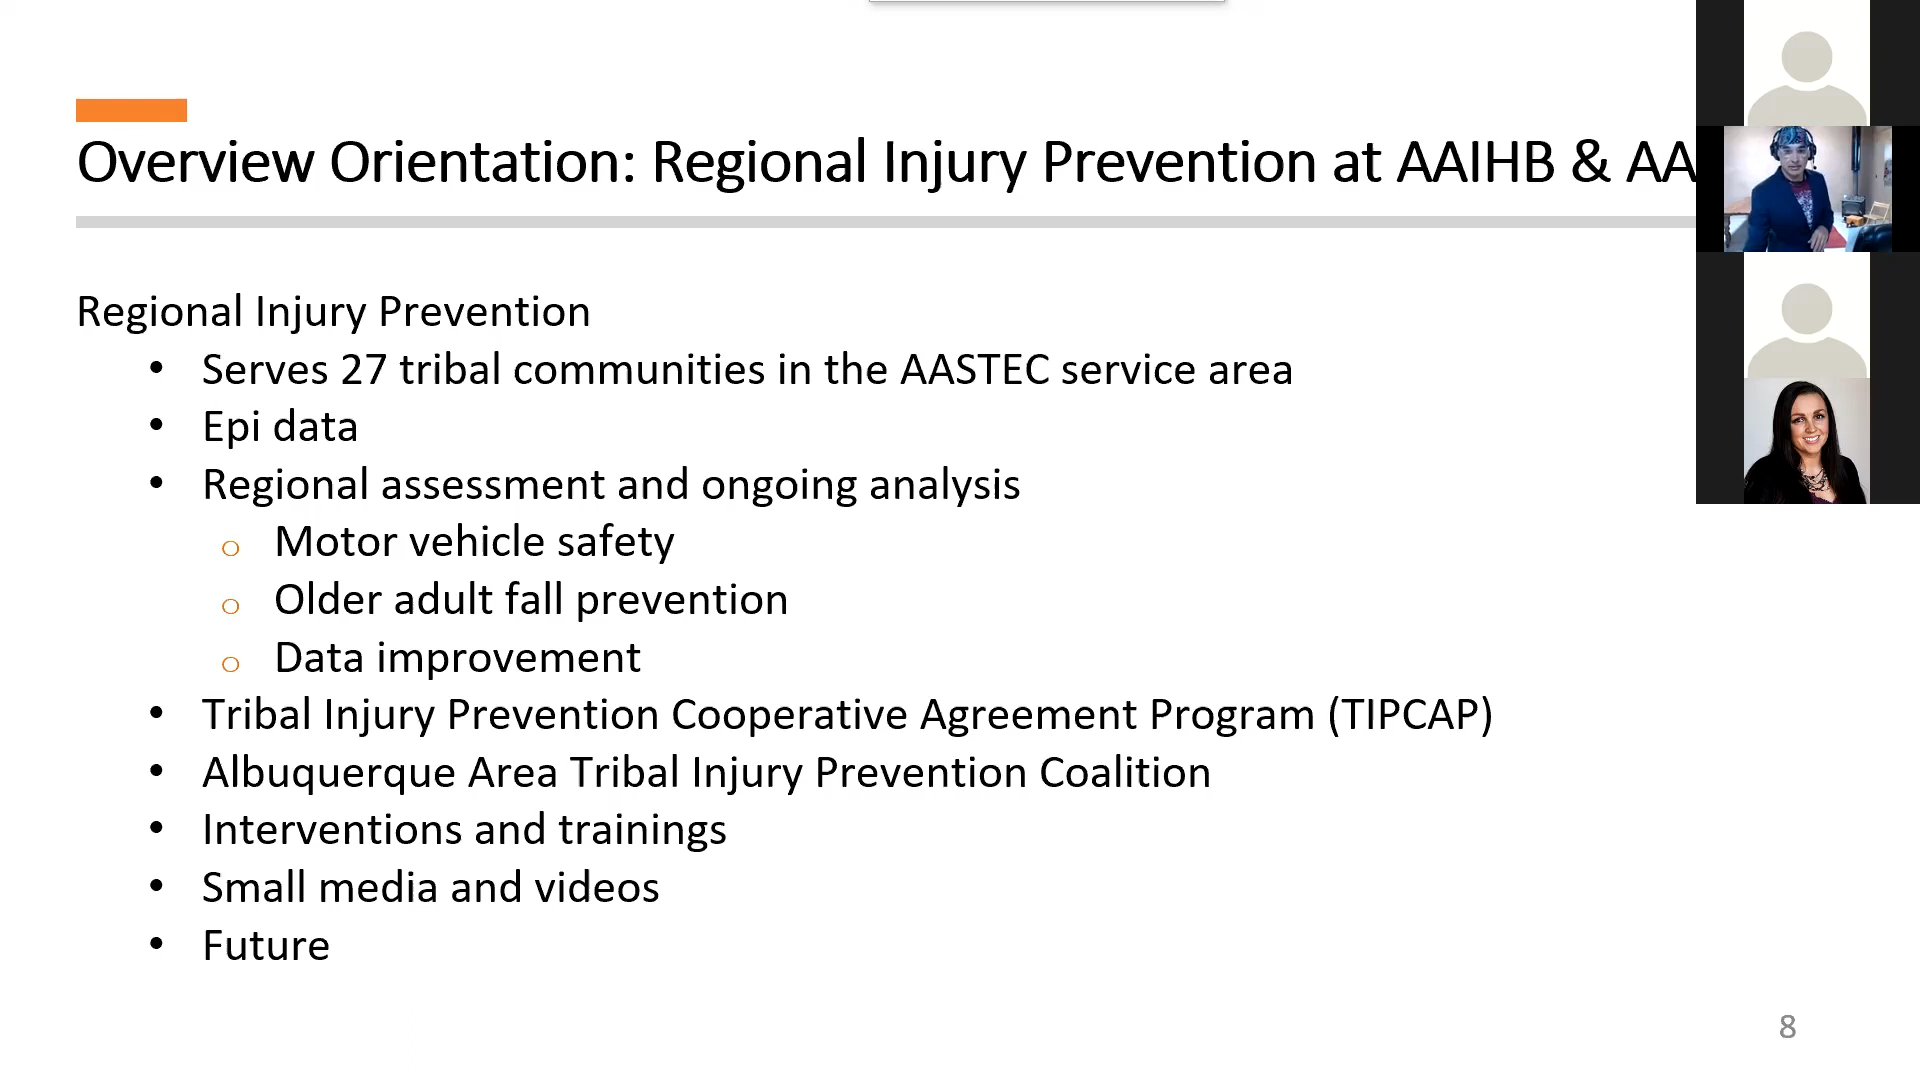 Overview Orientation: Regional Injury Prevention at AAIHB & AA
Regional Injury Prevention
• Serves 27 tribal communities in the AASTEC service area
• Epi data
• Regional assessment and ongoing analysis
o Motor vehicle safety
o Older adult fall prevention
o Data improvement
• Tribal Injury Prevention Cooperative Agreement Program (TIPCAP)
• Albuquerque Area Tribal Injury Prevention Coalition
• Interventions and trainings
• Small media and videos
• Future
8